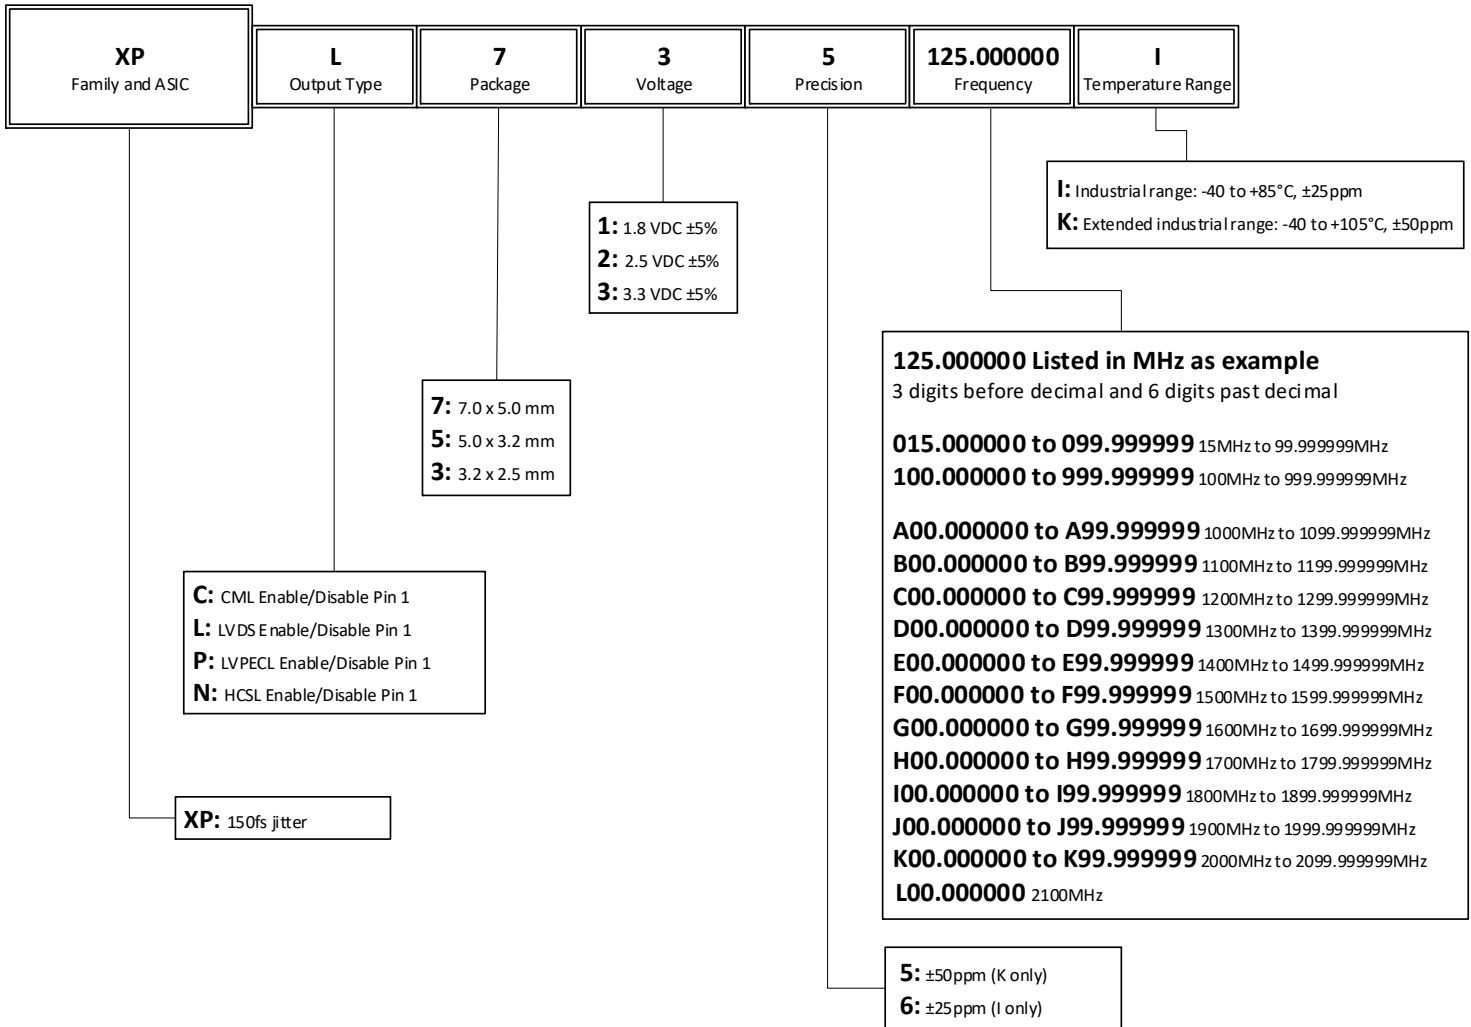 XP
Family and ASIC
L
Output Type
7
Package
3
Voltage
5
Precision
125.000000
Frequency
I
Temperature Range
I: Industrial range: -40 to +85°C, ±25ppm
K: Extended industrial range: -40 to +105°C, ±50ppm
1: 1.8 VDC ±5%
2: 2.5 VDC ±5%
3: 3.3 VDC ±5%
125.000000 Listed in MHz as example
3 digits before decimal and 6 digits past decimal
015.000000 to 099.999999 15MHz to 99.999999MHz
100.000000 to 999.999999 100MHz to 999.999999MHz
A00.000000 to A99.999999 1000MHz to 1099.999999MHz
B00.000000 to B99.999999 1100MHz to 1199.999999MHz
C00.000000 to C99.999999 1200MHz to 1299.999999MHz
D00.000000 to D99.999999 1300MHz to 1399.999999MHz
E00.000000 to E99.999999 1400MHz to 1499.999999MHz
F00.000000 to F99.999999 1500MHz to 1599.999999MHz
G00.000000 to G99.999999 1600MHz to 1699.999999MHz
H00.000000 to H99.999999 1700MHz to 1799.999999MHz
I00.000000 to I99.999999 1800MHz to 1899.999999MHz
J00.000000 to J99.999999 1900MHz to 1999.999999MHz
K00.000000 to K99.999999 2000MHz to 2099.999999MHz
L00.000000 2100MHz
7: 7.0 x 5.0 mm
5: 5.0 x 3.2 mm
3: 3.2 x 2.5 mm
C: CML Enable/Disable Pin 1
L: LVDS Enable/Disable Pin 1
P: LVPECL Enable/Disable Pin 1
N: HCSL Enable/Disable Pin 1
XP: 150fs jitter
5: ±50ppm (K only)
6: ±25ppm (I only)